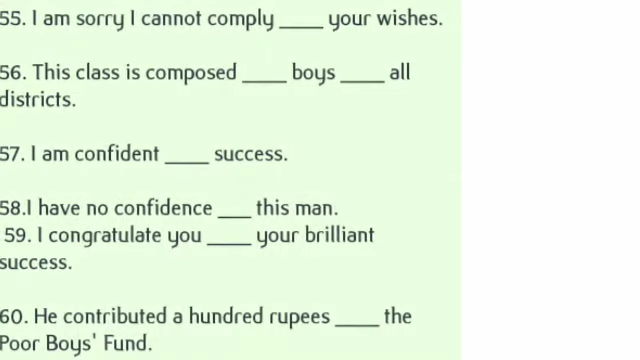 55. I am sorry I cannot comply ____ your wishes.
56. This class is composed ____ boys ____ all
districts.
57. I am confident ____ success.
58.I have no confidence ___ this man.
59. I congratulate you ____ your brilliant
success.
60. He contributed a hundred rupees ____ the
Poor Boys' Fund.